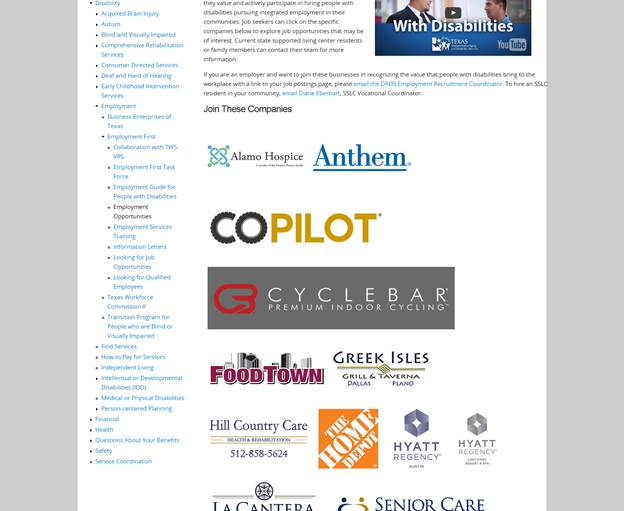 Disability
Acquired Brain Injury
Autism
Blind and Visually Impaired
Comprehensive Rehabilitation
Services
Consumer Directed Services
Deaf and Hard of Hearing
Early Childhood Intervention
Services
Employment
Business Enterprises of
Texas
Employment First
Collaboration with TWS-
VRS
Employment First Task
Force
Employment Guide for
People with Disabilities
Employment
Opportunities
Employment Services
Training
Information Letters
Looking for Job
Opportunities
Looking for Qualified
Employees
Texas Workforce
Commission
Transition Program for
People who are Blind or
Visually Impaired
Find Services
How to Pay for Services
Independent Living
Intellectual or Developmental
Disabilities (IDD)
Medical or Physical Disabilities
Person-centered Planning
Financial
Health
Questions About Your Benefits
Safety
Service Coordination
they value and actively participate in hiring people with
disabilities pursuing integrated employment in their
communities. Job seekers can click on the specific
companies below to explore job opportunities that may be
of interest. Current state supported living center residents
or family members can contact their team for more
information.
With Disabilities
TEXAS
YouTube
If you are an employer and want to join these businesses in recognizing the value that people with disabilities bring to the
workplace with a link to your job postings page, please email the DADS Employment Recruitment Coordinator. To hire an SSLC
resident in your community, email Diane Eberhart, SSLC Vocational Coordinator.
Join These Companies
Alamo Hospice
Anthem®
COPILOT®
CYCLEBAR®
PREMIUM INDOOR CYCLING™
FOODTOWN
GREEK ISLES
GRILL & TAVERNA
DALLAS PLANO
Hill Country Care
HEALTH & REHABILITATION
512-858-5624
THE
HOME
DEPOT
HYATT
REGENCY
AUSTIN
HYATT
REGENCY
LOST PINES
RESORT & SPA
LA CANTERA
SENIOR CARE